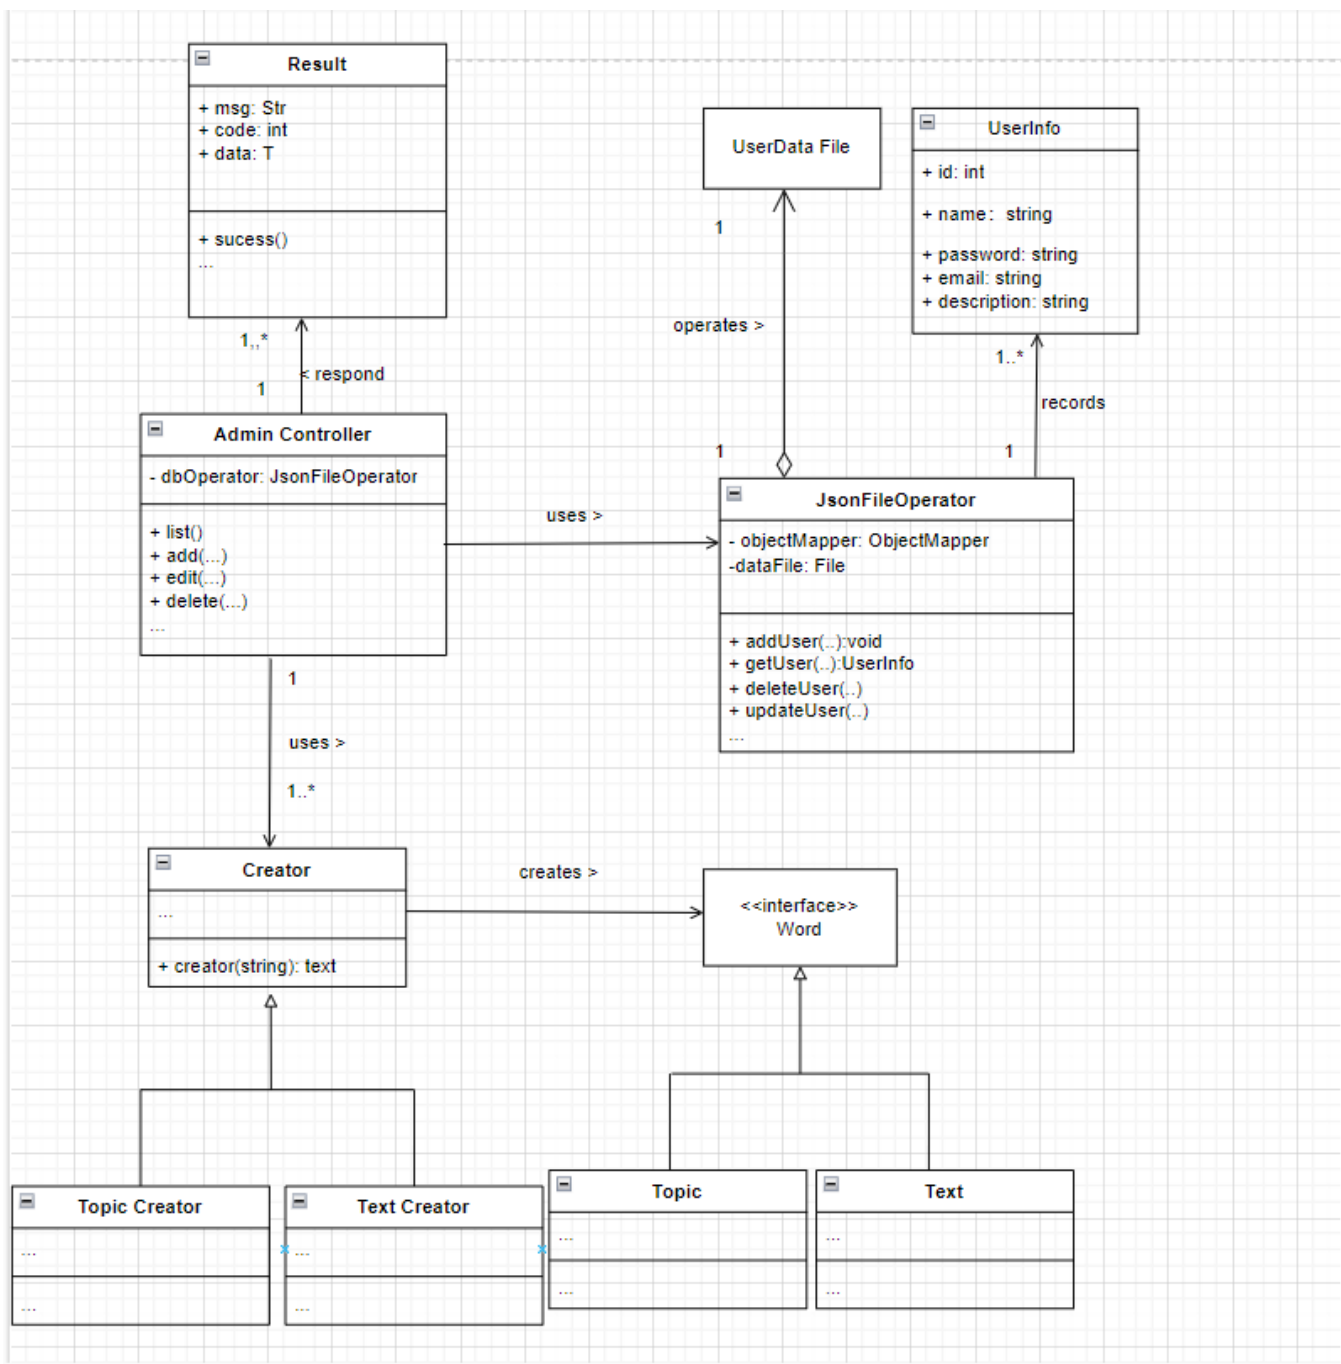 Result
+ msg: Str
+ code: int
+ data: T
+ sucess()
...
1,,*
< respond
1
Admin Controller
- dbOperator: JsonFileOperator
+ list()
+ add(...)
+ edit(...)
+ delete(...)
...
UserData File
1
operates >
1
UserInfo
+ id: int
+ name: string
+ password: string
+ email: string
+ description: string
1..*
records
1
uses >
JsonFileOperator
- objectMapper: ObjectMapper
-dataFile: File
+ addUser(..):void
+ getUser(..):UserInfo
+ deleteUser(..)
+ updateUser(..)
...
1
uses >
1..*
Creator
...
+ creator(string): text
creates >
<<interface>>
Word
Topic Creator
...
...
Text Creator
...
...
Topic
...
...
Text
...
...